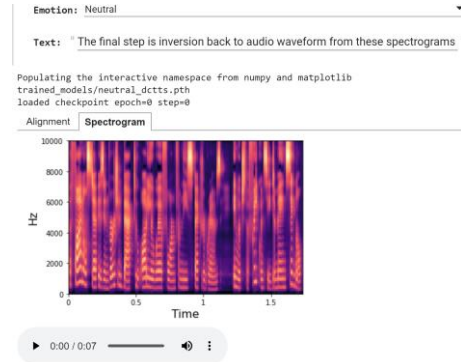 Emotion: Neutral
Text: "The final step is inversion back to audio waveform from these spectrograms
Populating the interactive namespace from numpy and matplotlib
trained_models/neutral_dctts.pth
loaded checkpoint epoch=0 step=0
Alignment Spectrogram
10000
8000
6000
4000
2000
0
Hz
0 0.5 1 1.5
Time
0:00 / 0:07